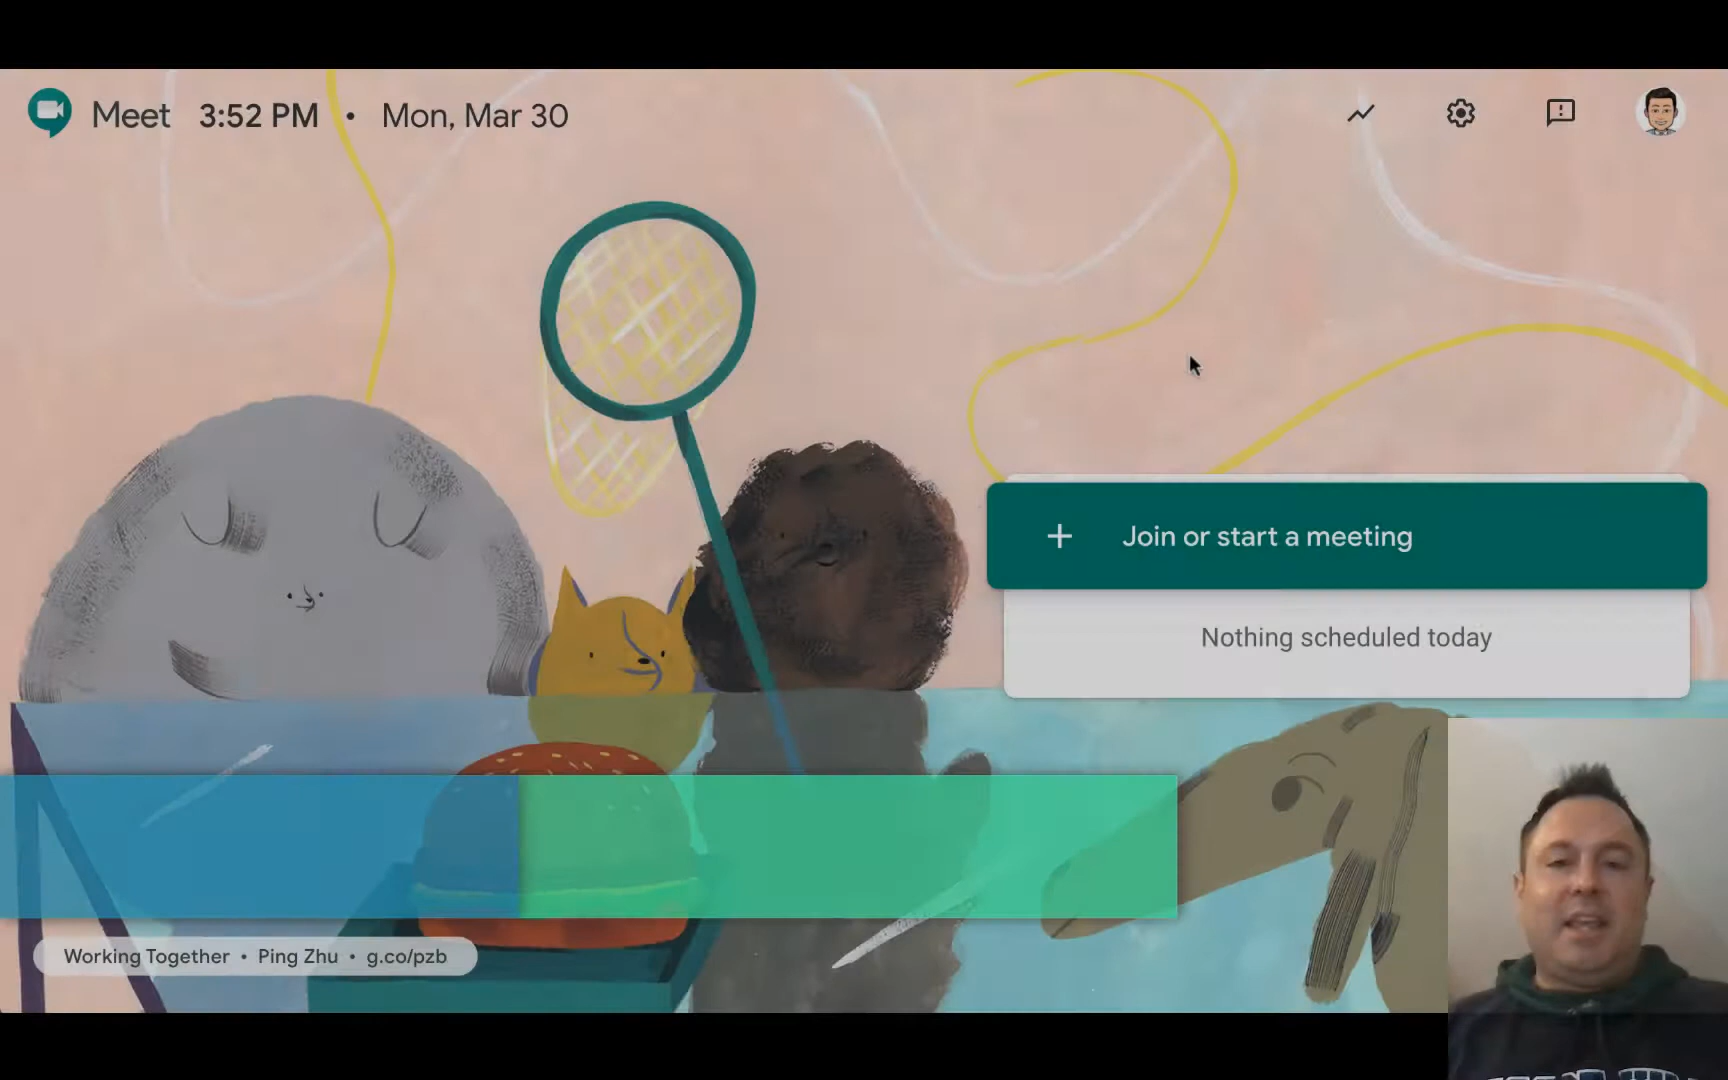 Meet 3:52 PM • Mon, Mar 30
Join or start a meeting
Nothing scheduled today
Working Together • Ping Zhu • g.co/pzb